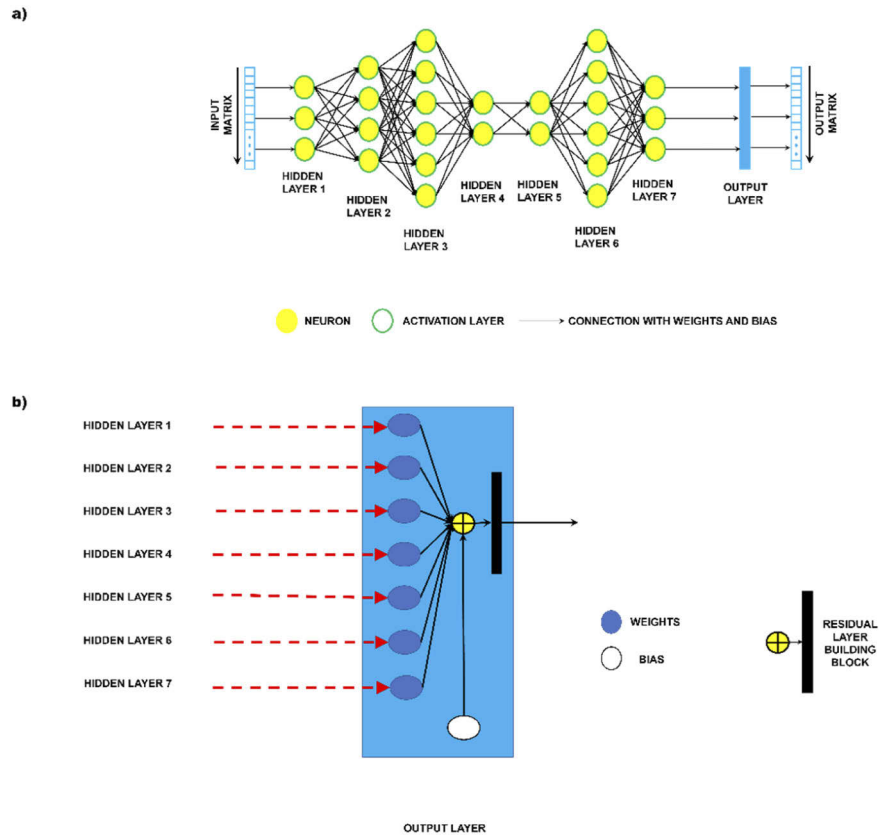 a)
INPUT
MATRIX
HIDDEN
LAYER 1
HIDDEN
LAYER 2
HIDDEN
LAYER 3
HIDDEN
LAYER 4
HIDDEN
LAYER 5
HIDDEN
LAYER 6
HIDDEN
LAYER 7
OUTPUT
LAYER
OUTPUT
MATRIX
NEURON
ACTIVATION LAYER
CONNECTION WITH WEIGHTS AND BIAS
b)
HIDDEN LAYER 1
HIDDEN LAYER 2
HIDDEN LAYER 3
HIDDEN LAYER 4
HIDDEN LAYER 5
HIDDEN LAYER 6
HIDDEN LAYER 7
WEIGHTS
BIAS
RESIDUAL
LAYER
BUILDING
BLOCK
OUTPUT LAYER